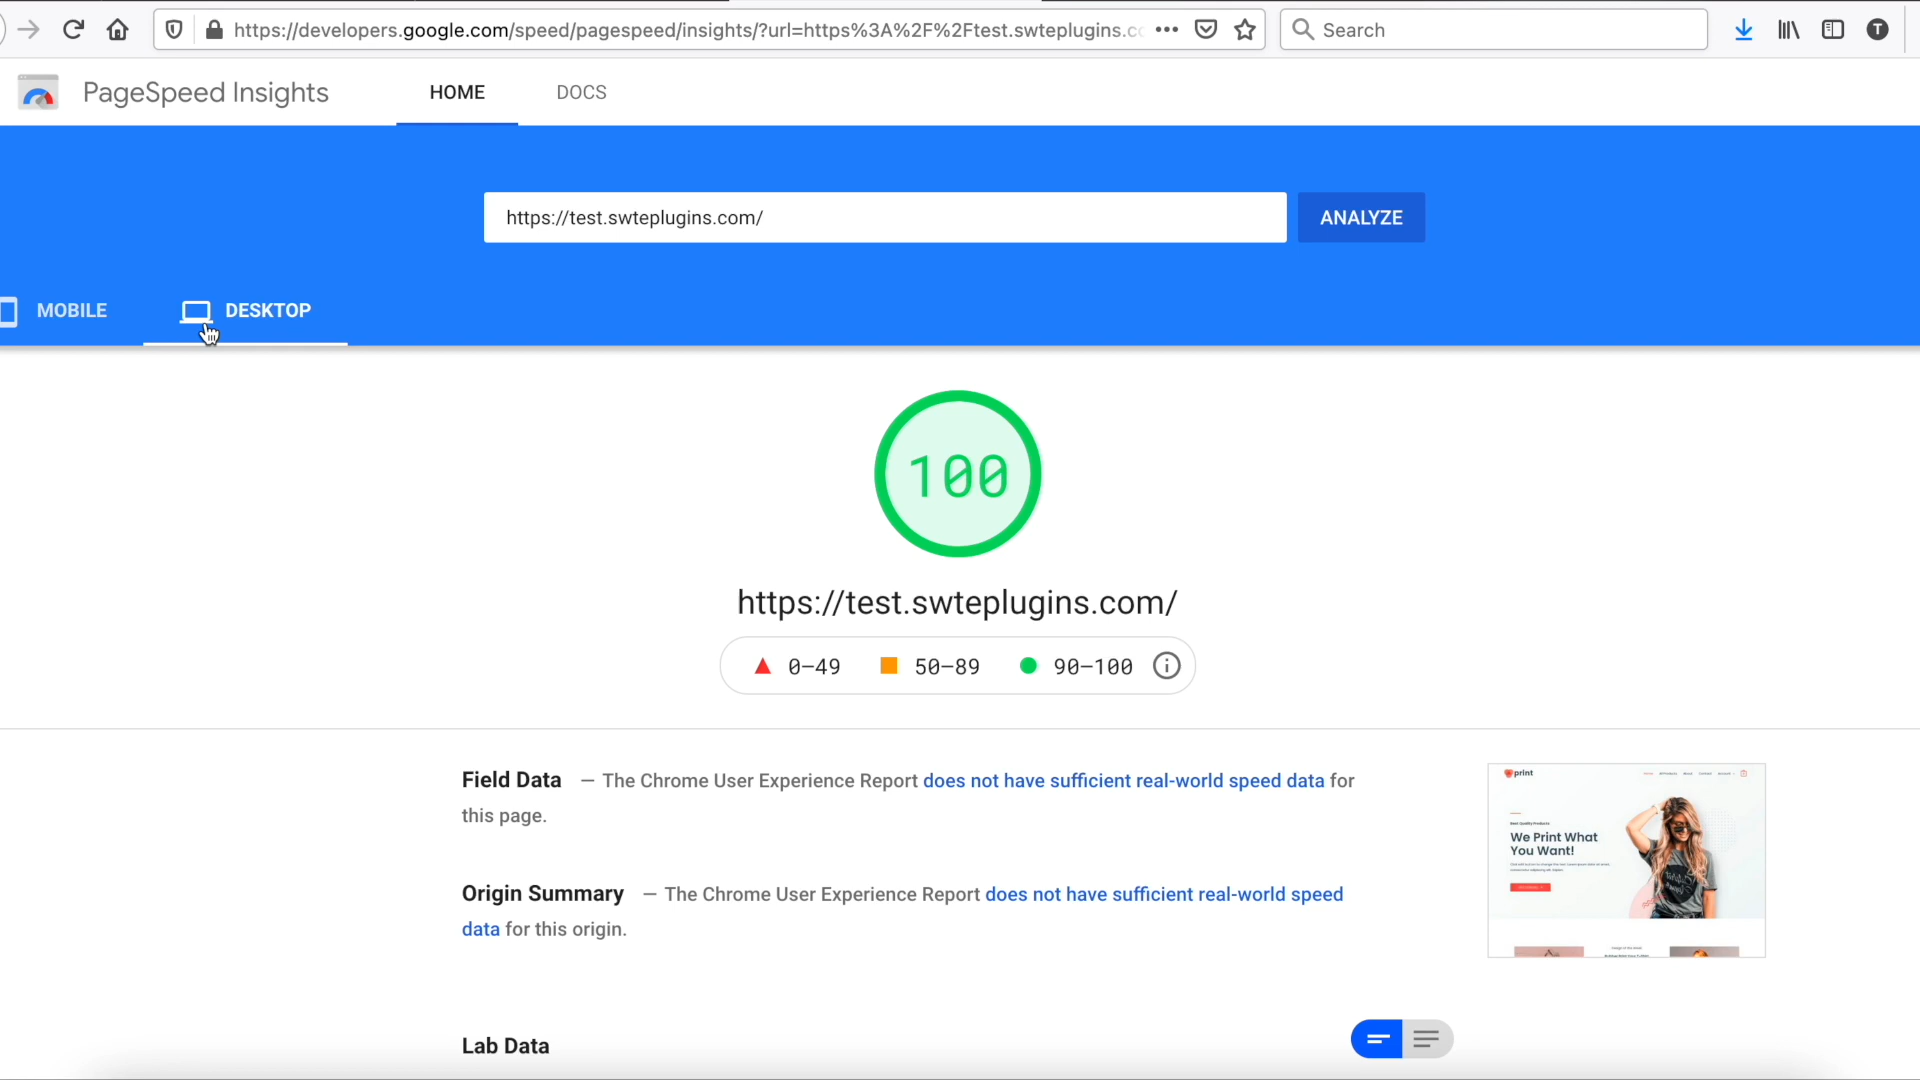 https://developers.google.com/speed/pagespeed/insights/?url=https%3A%2F%2Ftest.swteplugins.c
Search
T
PageSpeed Insights
HOME
DOCS
https://test.swteplugins.com/
ANALYZE
MOBILE
DESKTOP
100
https://test.swteplugins.com/
0–49
50–89
90–100
Field Data — The Chrome User Experience Report does not have sufficient real-world speed data for
this page.
print
Best Quality Products
We Print What
You Want!
Origin Summary — The Chrome User Experience Report does not have sufficient real-world speed
data for this origin.
Lab Data